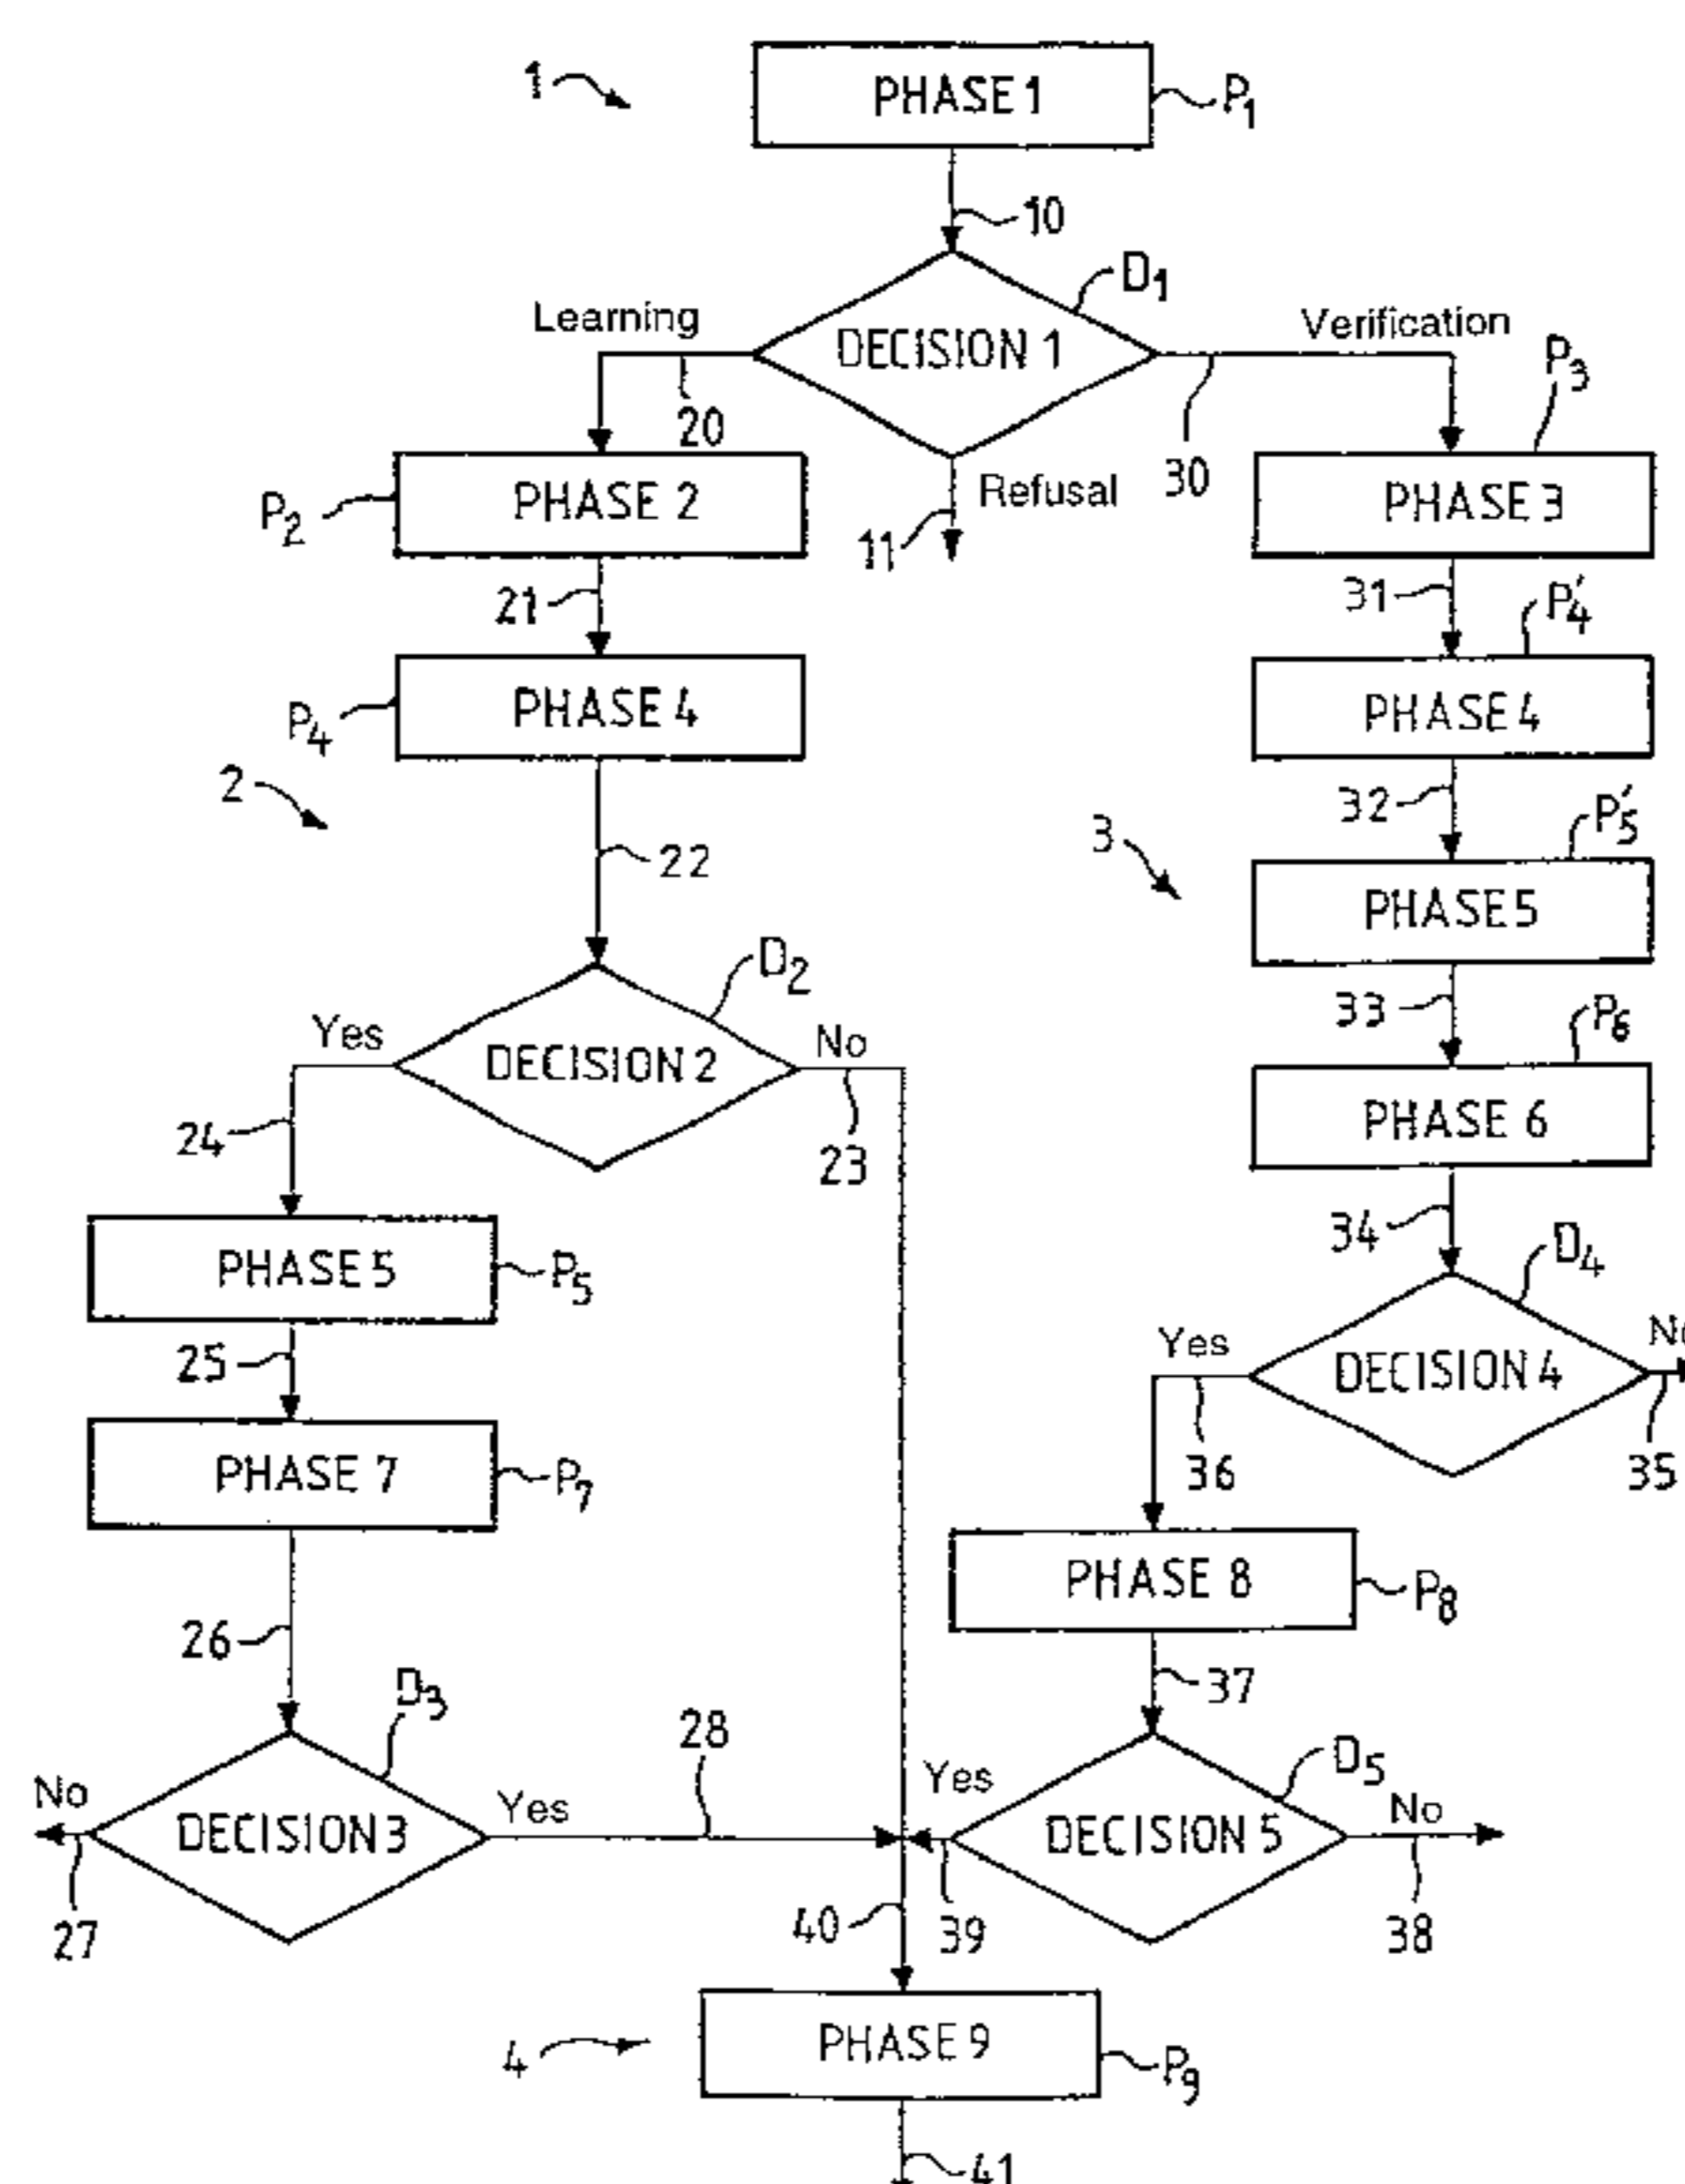 1
PHASE 1
P1
10
D1
Learning
DECISION 1
Verification
P3
20
30
P2
PHASE 2
Refusal
11
PHASE 3
21
31
P'4
P4
PHASE 4
PHASE 4
2
32
P'5
22
3
PHASE 5
D2
33
P6
Yes
DECISION 2
No
24
23
PHASE 6
34
D4
PHASE 5
P5
Yes
DECISION 4
No
25
36
35
PHASE 7
P7
PHASE 8
P8
26
37
D3
28
D5
No
DECISION 3
Yes
Yes
DECISION 5
No
27
40
39
38
4
PHASE 9
P9
41